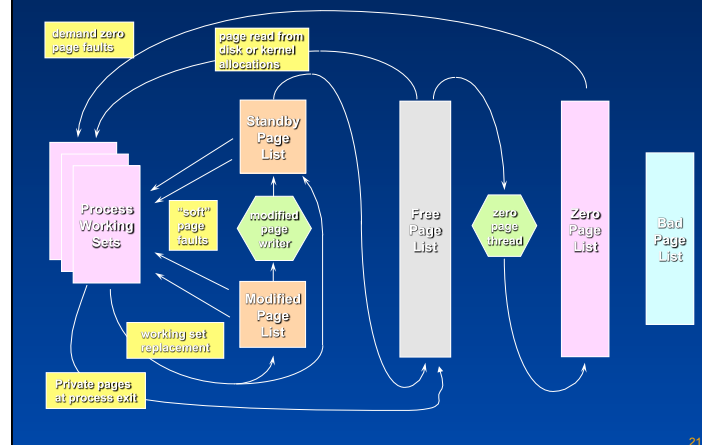 demand zero
page faults
page read from
disk or kernel
allocations
Standby
Page
List
Process
Working
Sets
"soft"
page
faults
modified
page
writer
Free
Page
List
zero
page
thread
Zero
Page
List
Bad
Page
List
Modified
Page
List
working set
replacement
Private pages
at process exit
21